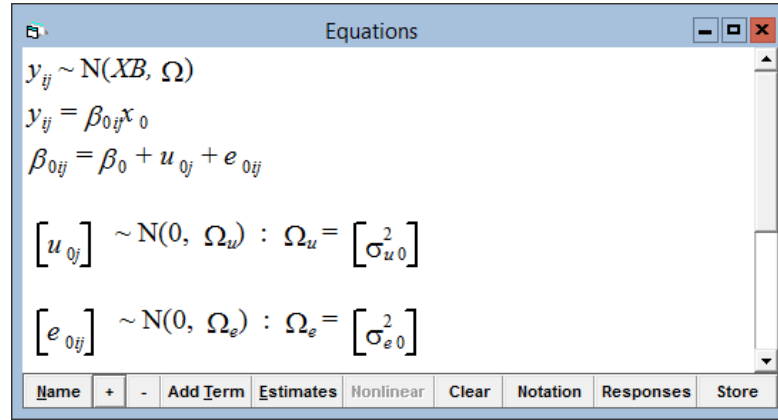 Equations
y_ij ~ N(XB, Ω)
y_ij = β_0ij x_0
β_0ij = β_0 + u_0j + e_0ij
[u_0j] ~ N(0, Ω_u) : Ω_u = [σ²_u0]
[e_0ij] ~ N(0, Ω_e) : Ω_e = [σ²_e0]
Name + - Add Term Estimates Nonlinear Clear Notation Responses Store